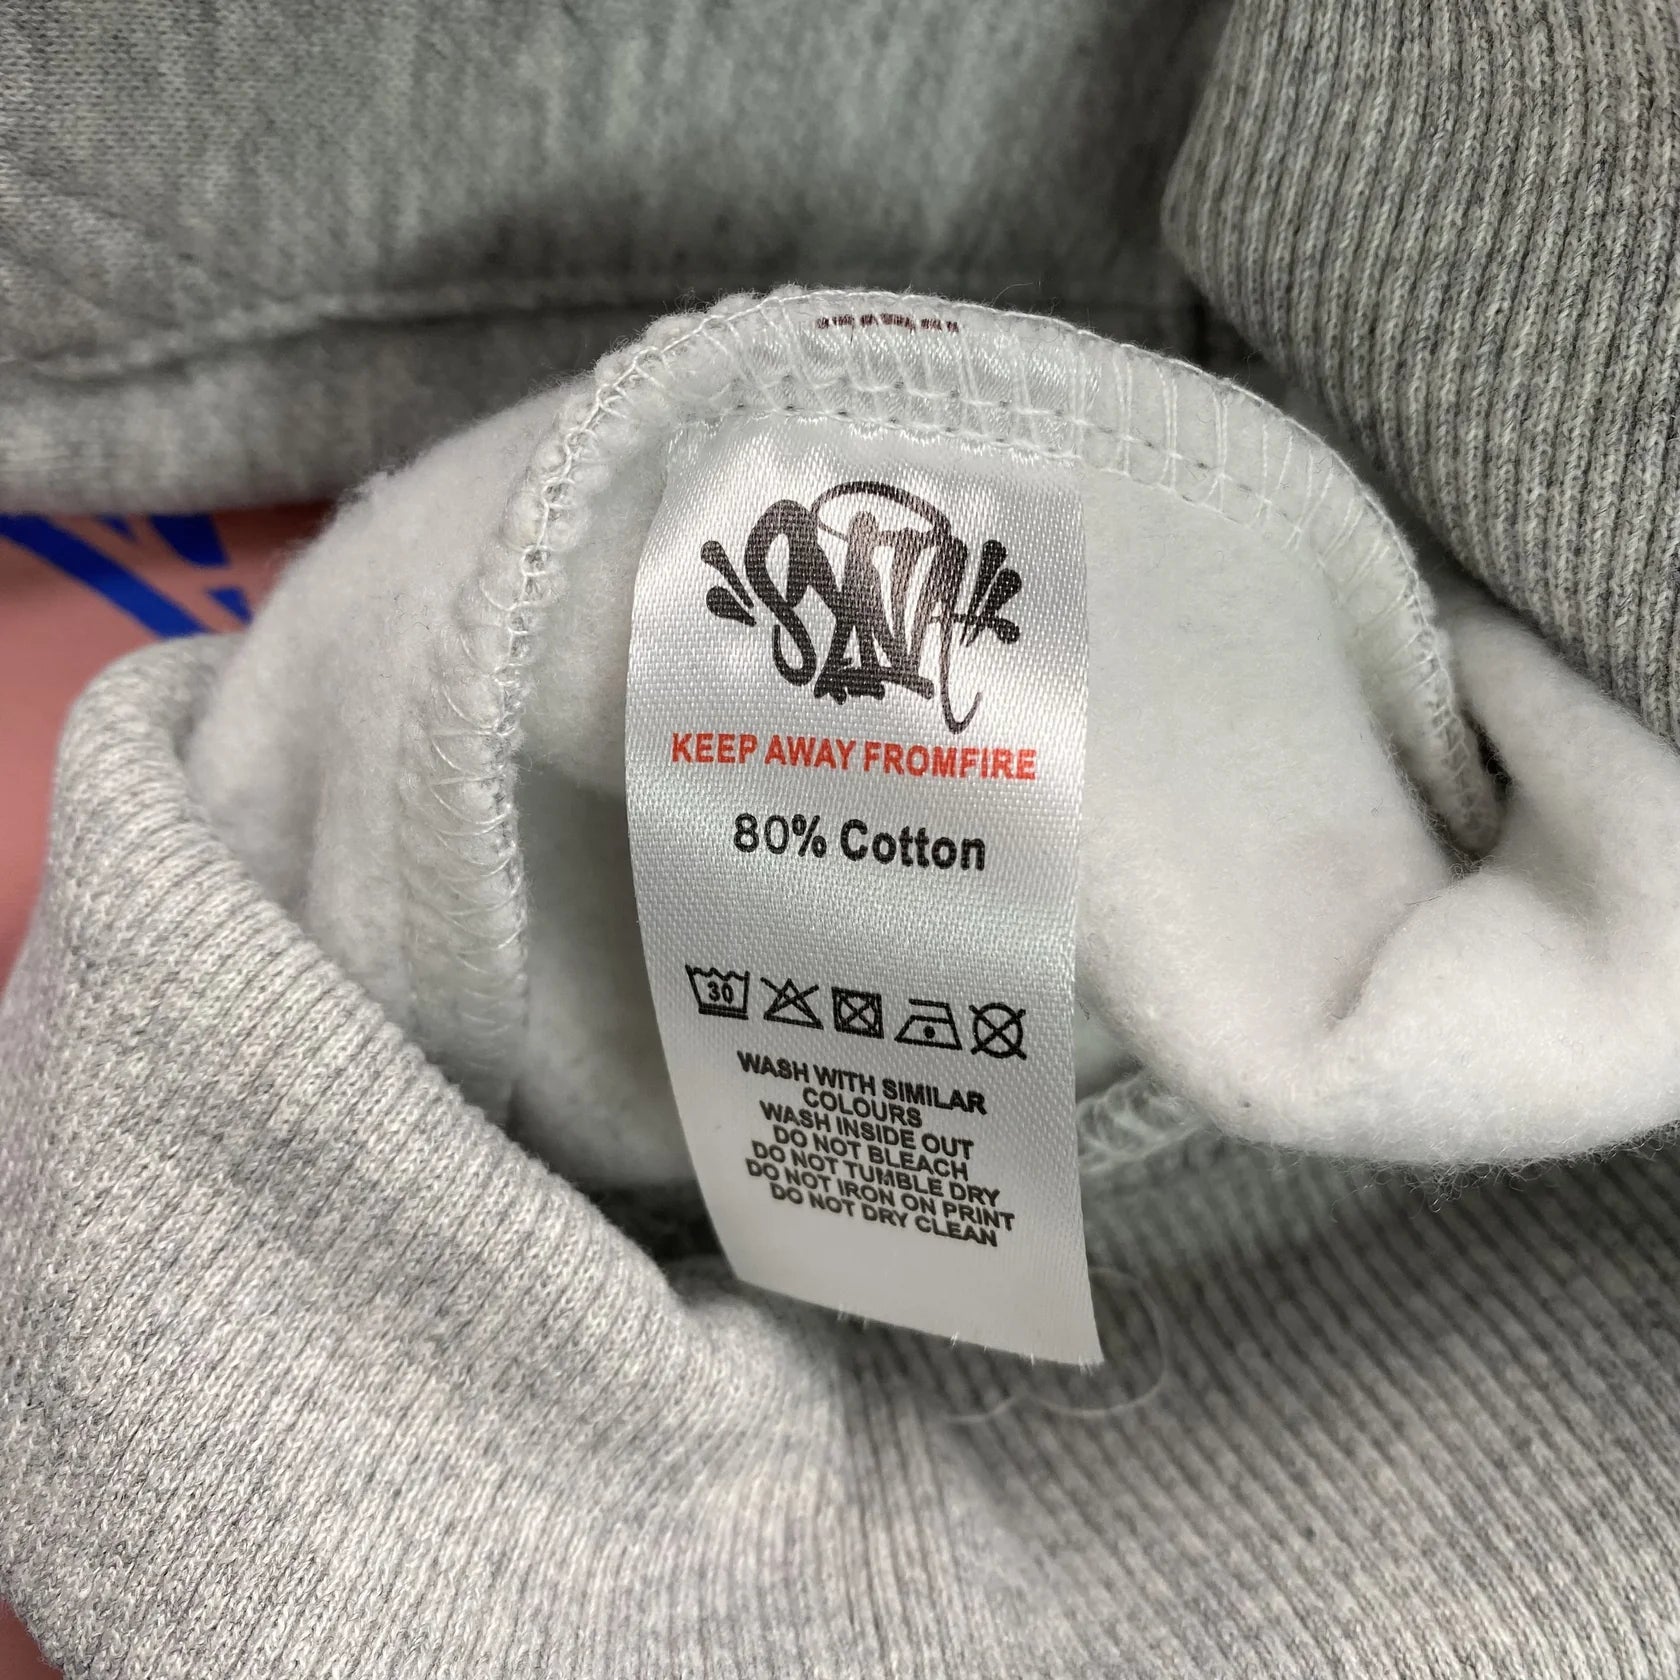 SYNA
KEEP AWAY FROMFIRE
80% Cotton
30
WASH WITH SIMILAR
COLOURS
WASH INSIDE OUT
DO NOT BLEACH
DO NOT TUMBLE DRY
DO NOT IRON ON PRINT
DO NOT DRY CLEAN